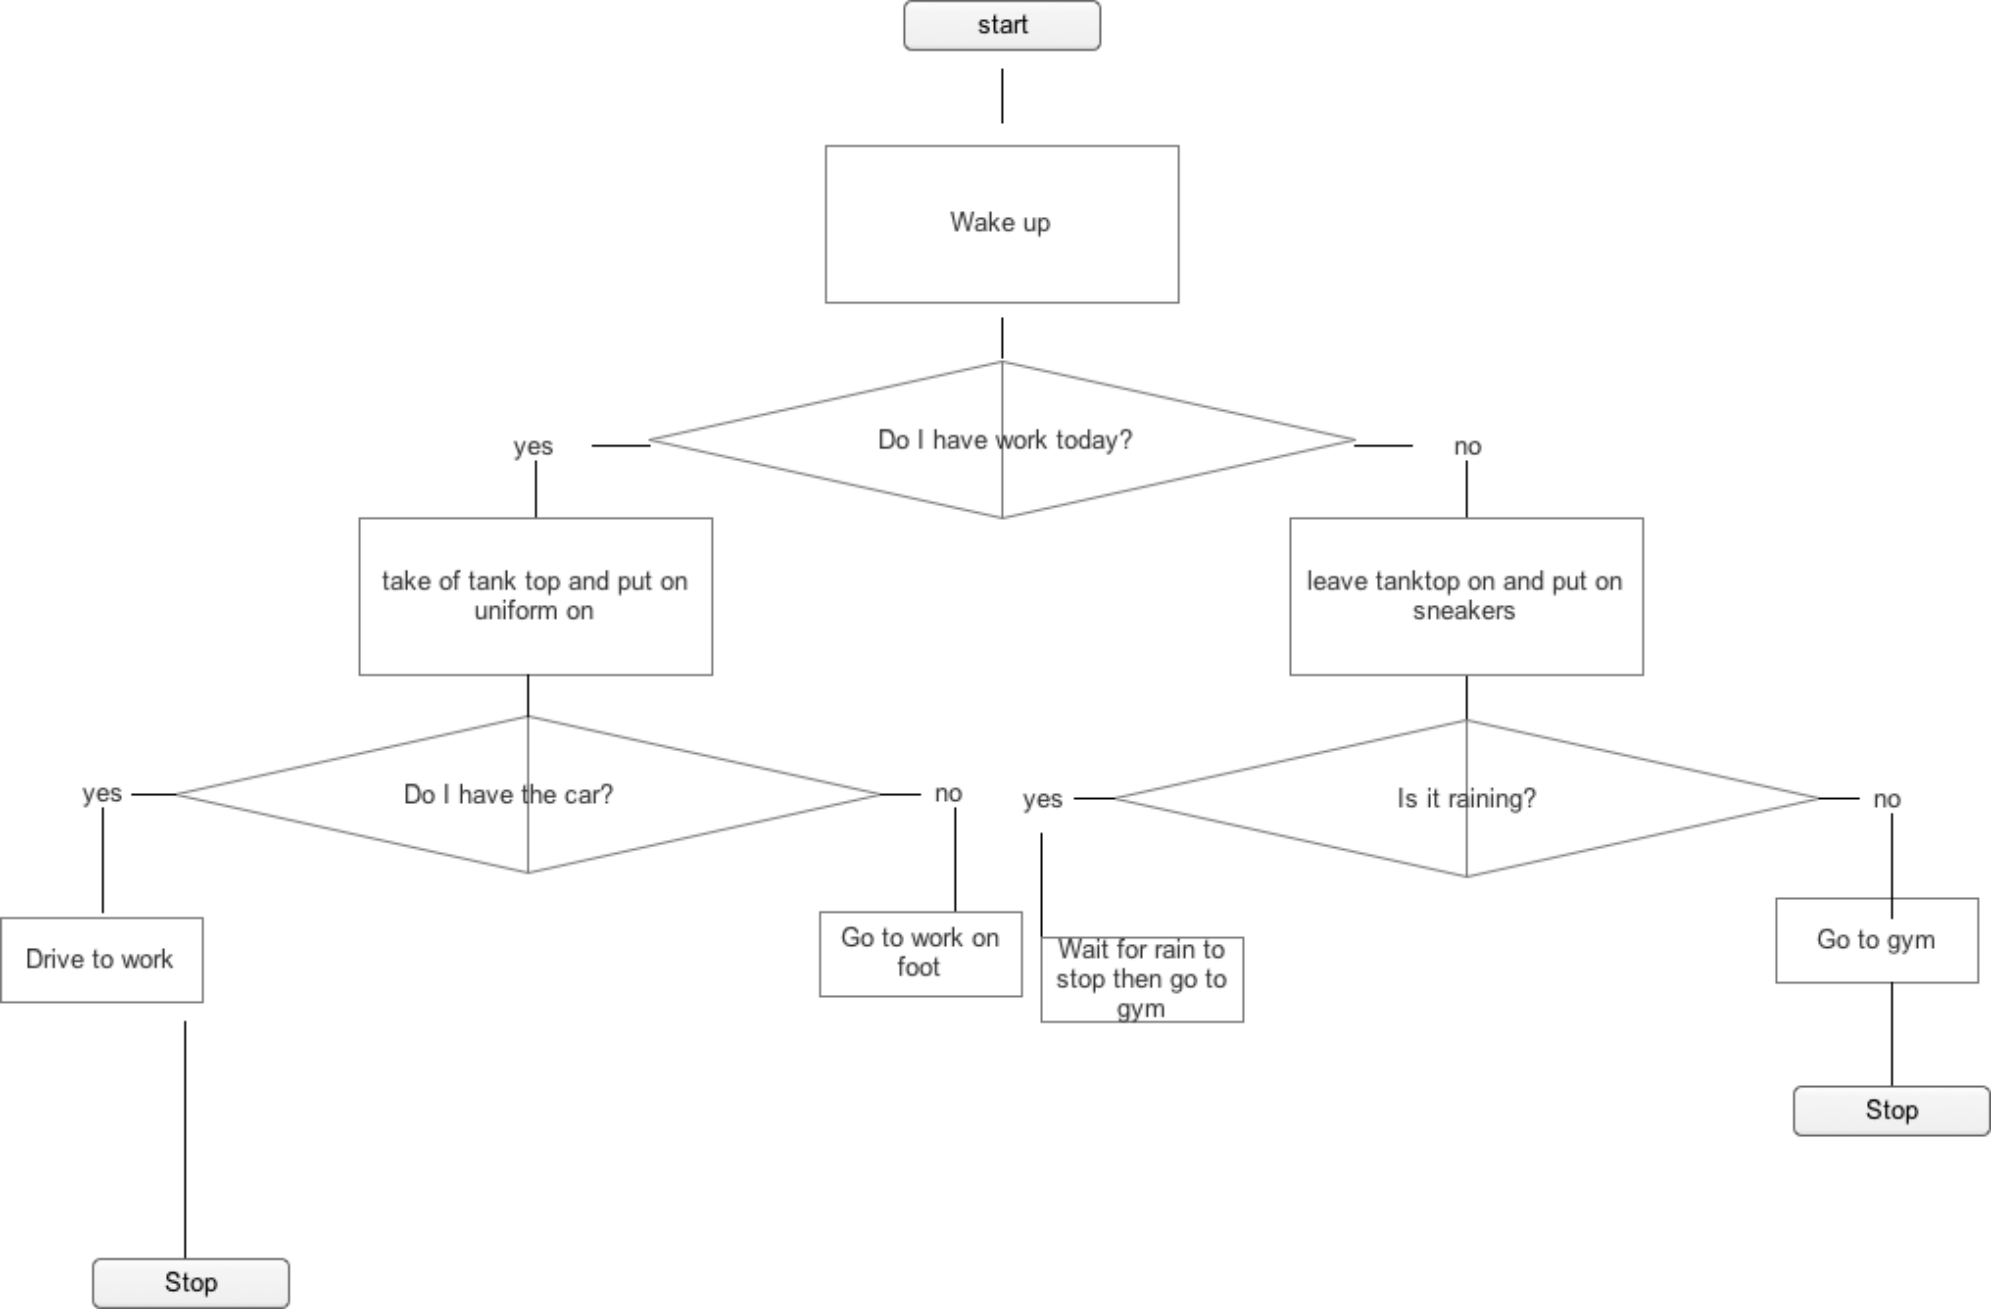 start
Wake up
Do I have work today?
yes
no
take of tank top and put on
uniform on
leave tanktop on and put on
sneakers
yes
Do I have the car?
no
yes
Is it raining?
no
Drive to work
Go to work on
foot
Wait for rain to
stop then go to
gym
Go to gym
Stop
Stop